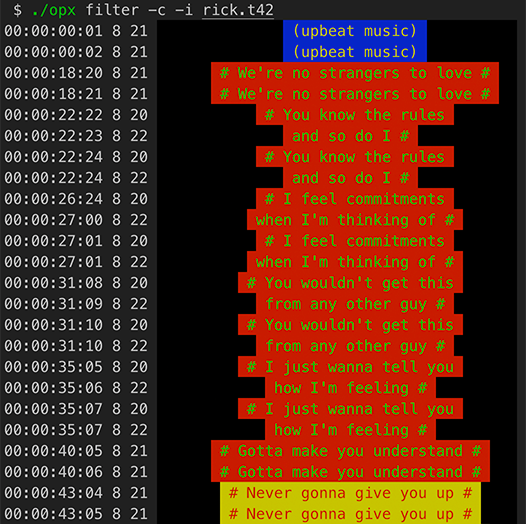 $ ./opx filter -c -i rick.t42
00:00:00:01 8 21 (upbeat music)
00:00:00:02 8 21 (upbeat music)
00:00:18:20 8 21 # We're no strangers to love #
00:00:18:21 8 21 # We're no strangers to love #
00:00:22:22 8 20 # You know the rules
00:00:22:23 8 22 and so do I #
00:00:22:24 8 20 # You know the rules
00:00:22:24 8 22 and so do I #
00:00:26:24 8 20 # I feel commitments
00:00:27:00 8 22 when I'm thinking of #
00:00:27:01 8 20 # I feel commitments
00:00:27:01 8 22 when I'm thinking of #
00:00:31:08 8 20 # You wouldn't get this
00:00:31:09 8 22 from any other guy #
00:00:31:10 8 20 # You wouldn't get this
00:00:31:10 8 22 from any other guy #
00:00:35:05 8 20 # I just wanna tell you
00:00:35:06 8 22 how I'm feeling #
00:00:35:07 8 20 # I just wanna tell you
00:00:35:07 8 22 how I'm feeling #
00:00:40:05 8 21 # Gotta make you understand #
00:00:40:06 8 21 # Gotta make you understand #
00:00:43:04 8 21 # Never gonna give you up #
00:00:43:05 8 21 # Never gonna give you up #